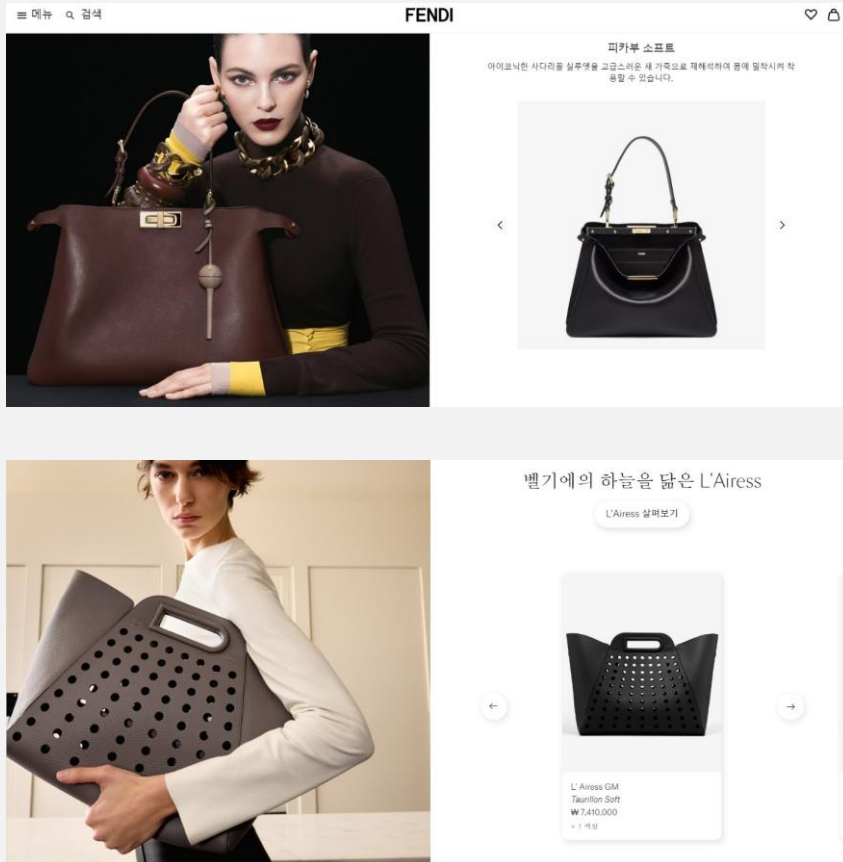 메뉴 검색 FENDI
피카부 소프트
아이코닉한 사다리꼴 실루엣을 고급스러운 새 가죽으로 재해석하여 몸에 밀착시켜 착
용할 수 있습니다.
벨기에의 하늘을 닮은 L'Airess
L'Airess 살펴보기
L' Airess GM
Taurillon Soft
₩7,410,000
+ 1 색상